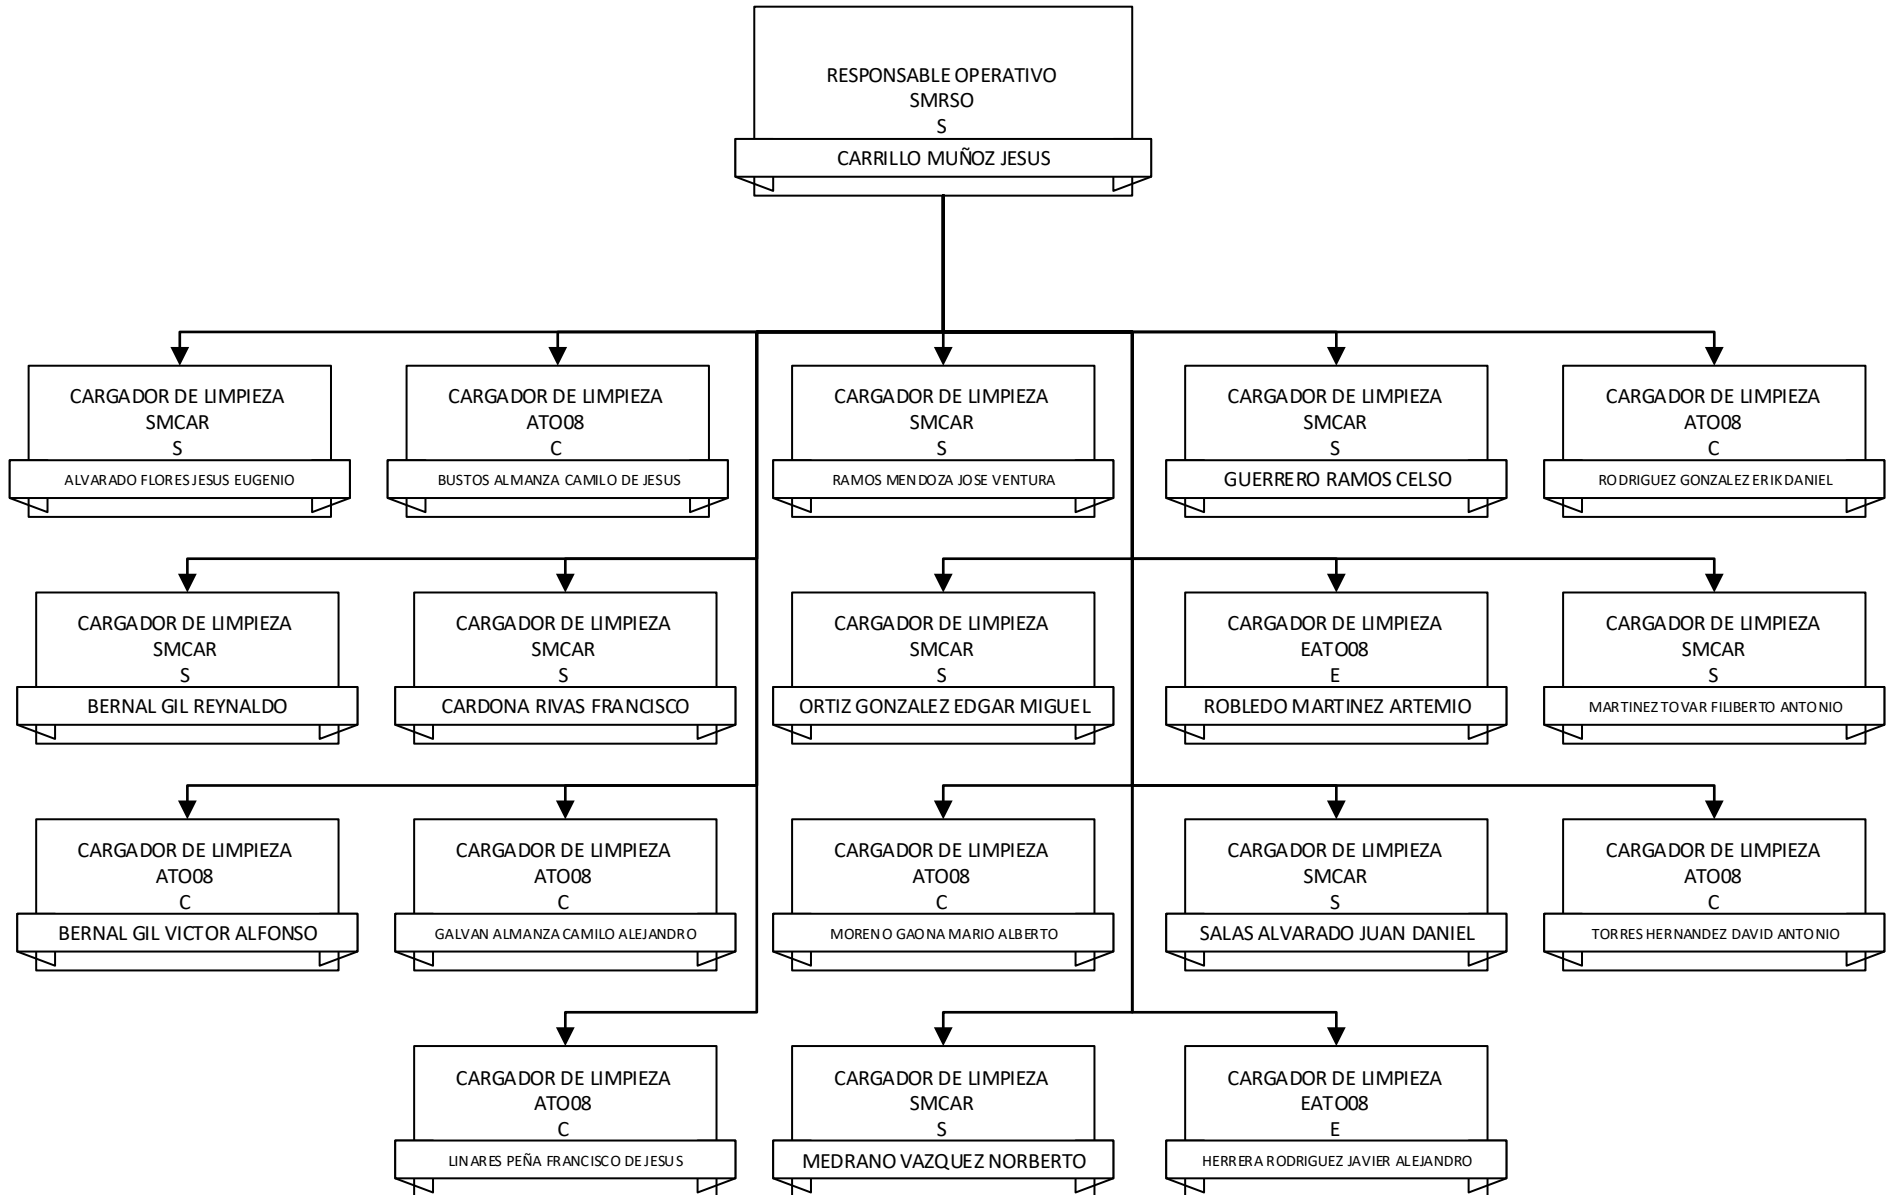 RESPONSABLE OPERATIVO
SMRSO
S
CARRILLO MUÑOZ JESUS
CARGADOR DE LIMPIEZA
SMCAR
S
ALVARADO FLORES JESUS EUGENIO
CARGADOR DE LIMPIEZA
ATO08
C
BUSTOS ALMANZA CAMILO DE JESUS
CARGADOR DE LIMPIEZA
SMCAR
S
RAMOS MENDOZA JOSE VENTURA
CARGADOR DE LIMPIEZA
SMCAR
S
GUERRERO RAMOS CELSO
CARGADOR DE LIMPIEZA
ATO08
C
RODRIGUEZ GONZALEZ ERIK DANIEL
CARGADOR DE LIMPIEZA
SMCAR
S
BERNAL GIL REYNALDO
CARGADOR DE LIMPIEZA
SMCAR
S
CARDONA RIVAS FRANCISCO
CARGADOR DE LIMPIEZA
SMCAR
S
ORTIZ GONZALEZ EDGAR MIGUEL
CARGADOR DE LIMPIEZA
EATO08
E
ROBLEDO MARTINEZ ARTEMIO
CARGADOR DE LIMPIEZA
SMCAR
S
MARTINEZ TOVAR FILIBERTO ANTONIO
CARGADOR DE LIMPIEZA
ATO08
C
BERNAL GIL VICTOR ALFONSO
CARGADOR DE LIMPIEZA
ATO08
C
GALVAN ALMANZA CAMILO ALEJANDRO
CARGADOR DE LIMPIEZA
ATO08
C
MORENO GAONA MARIO ALBERTO
CARGADOR DE LIMPIEZA
SMCAR
S
SALAS ALVARADO JUAN DANIEL
CARGADOR DE LIMPIEZA
ATO08
C
TORRES HERNANDEZ DAVID ANTONIO
CARGADOR DE LIMPIEZA
ATO08
C
LINARES PEÑA FRANCISCO DE JESUS
CARGADOR DE LIMPIEZA
SMCAR
S
MEDRANO VAZQUEZ NORBERTO
CARGADOR DE LIMPIEZA
EATO08
E
HERRERA RODRIGUEZ JAVIER ALEJANDRO